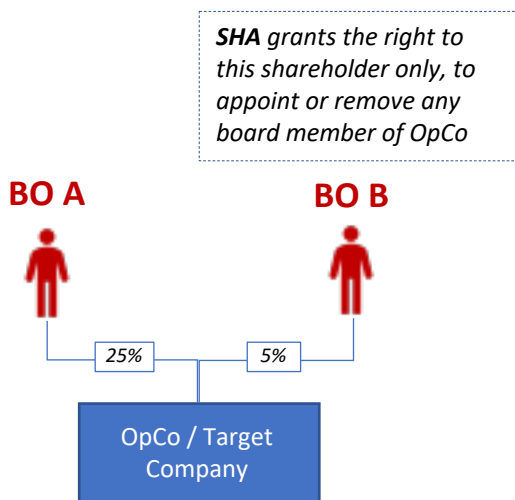 SHA grants the right to
this shareholder only, to
appoint or remove any
board member of OpCo
BO A
BO B
25%
5%
OpCo / Target
Company